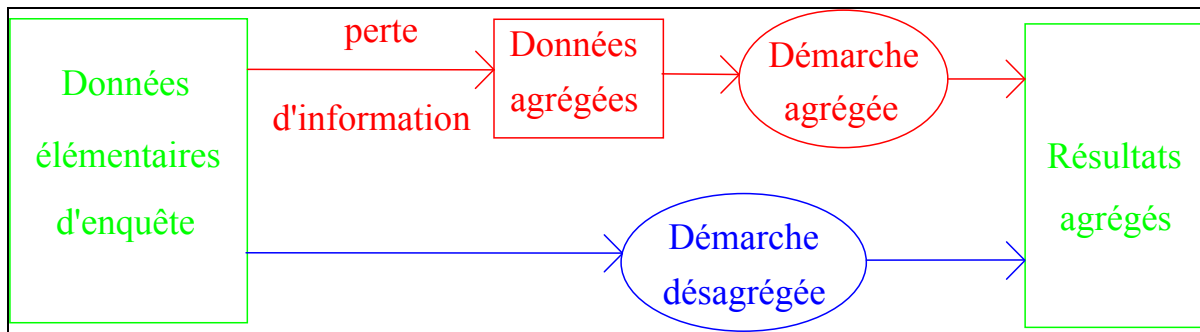 Données
élémentaires
d'enquête
perte
d'information
Données
agrégées
Démarche
agrégée
Démarche
désagrégée
Résultats
agrégés